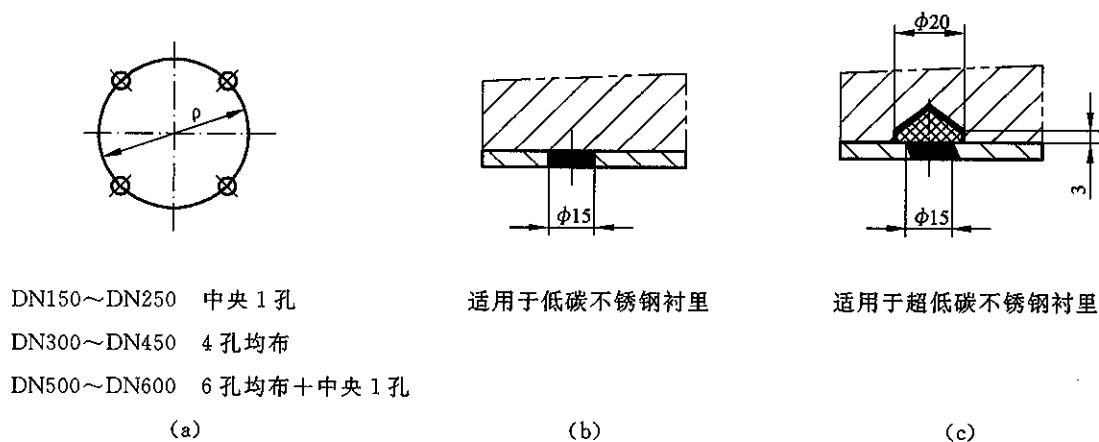 φ20
ρ
φ15
φ15
3
DN150～DN250 中央 1 孔
DN300～DN450 4 孔均布
DN500～DN600 6 孔均布＋中央 1 孔
适用于低碳不锈钢衬里
适用于超低碳不锈钢衬里
(a)
(b)
(c)